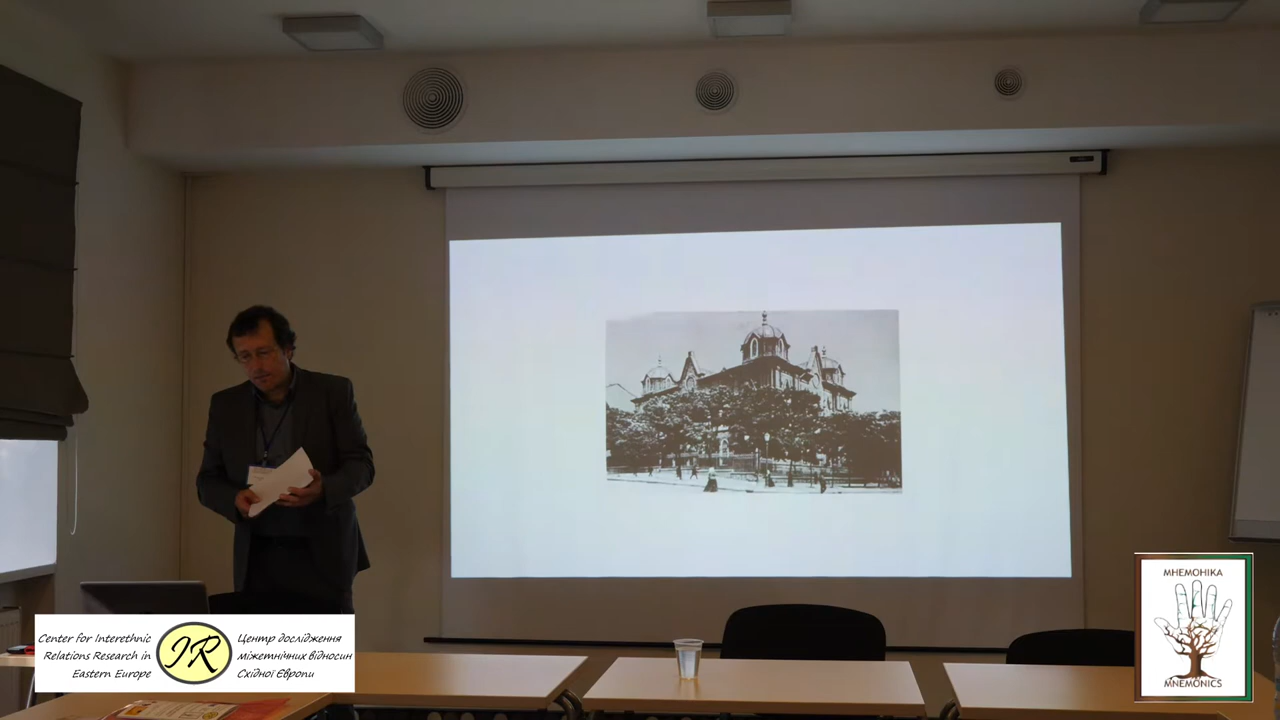 Center for Interethnic
Relations Research in
Eastern Europe
IR
Центр дослідження
міжетнічних відносин
Східної Європи
МНЕМОНІКА
MNEMONICS